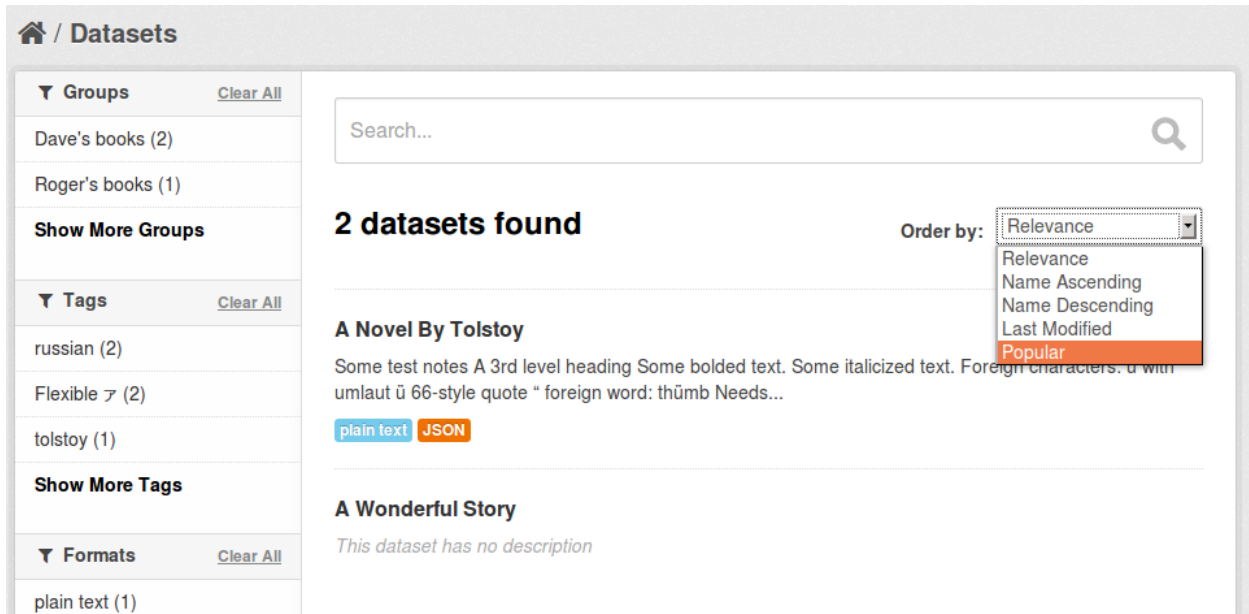 / Datasets
Groups Clear All
Dave's books (2)
Roger's books (1)
Show More Groups
Tags Clear All
russian (2)
Flexible ア (2)
tolstoy (1)
Show More Tags
Formats Clear All
plain text (1)
Search...
2 datasets found
Order by: Relevance
Relevance
Name Ascending
Name Descending
Last Modified
Popular
A Novel By Tolstoy
Some test notes A 3rd level heading Some bolded text. Some italicized text. Foreign characters: u with
umlaut ü 66-style quote “ foreign word: thümb Needs...
plain text JSON
A Wonderful Story
This dataset has no description